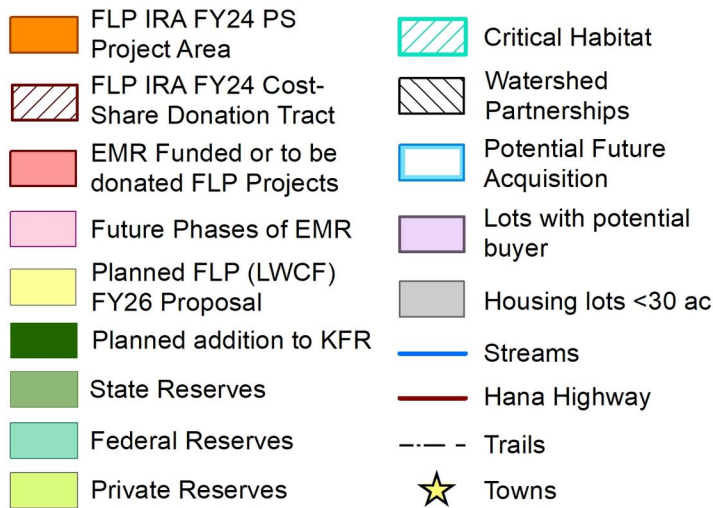 FLP IRA FY24 PS
Project Area
FLP IRA FY24 Cost-
Share Donation Tract
EMR Funded or to be
donated FLP Projects
Future Phases of EMR
Planned FLP (LWCF)
FY26 Proposal
Planned addition to KFR
State Reserves
Federal Reserves
Private Reserves
Critical Habitat
Watershed
Partnerships
Potential Future
Acquisition
Lots with potential
buyer
Housing lots <30 ac
Streams
Hana Highway
Trails
Towns